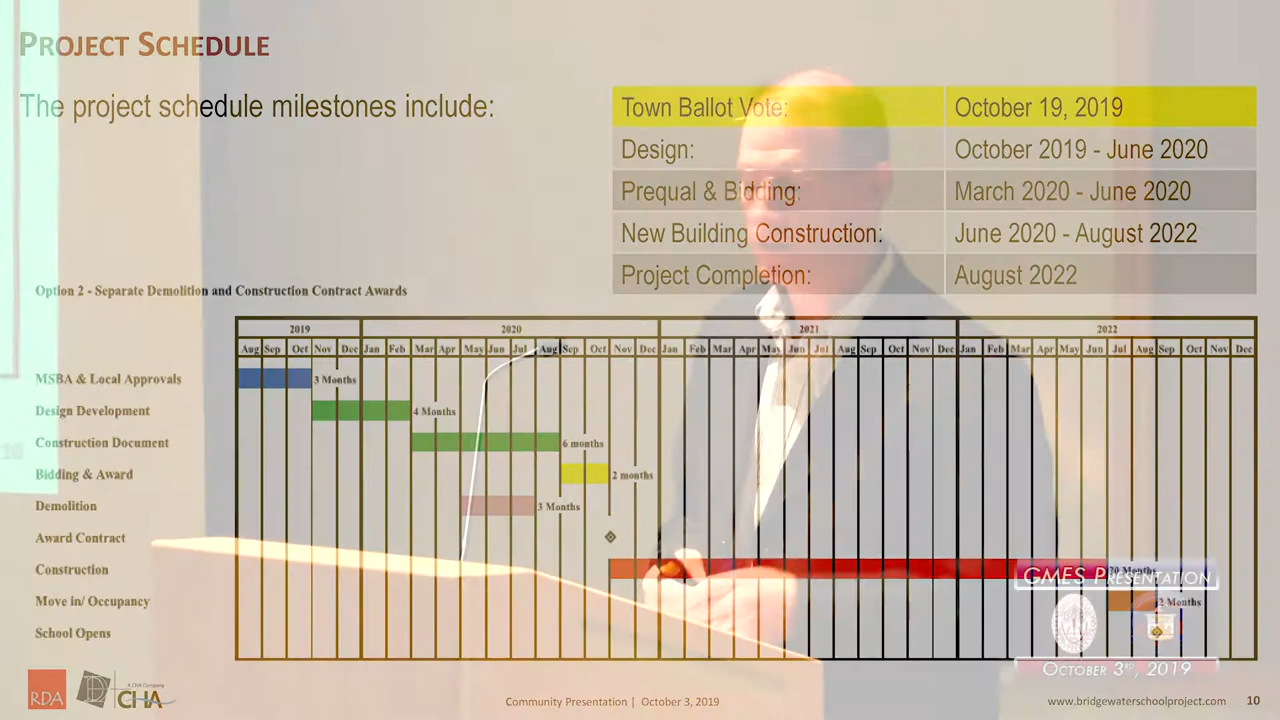 PROJECT SCHEDULE
The project schedule milestones include:
Town Ballot Vote: October 19, 2019
Design: October 2019 - June 2020
Prequal & Bidding: March 2020 - June 2020
New Building Construction: June 2020 - August 2022
Project Completion: August 2022
Option 2 - Separate Demolition and Construction Contract Awards
2019 2020 2021 2022
Aug Sep Oct Nov Dec Jan Feb Mar Apr May Jun Jul Aug Sep Oct Nov Dec Jan Feb Mar Apr May Jun Jul Aug Sep Oct Nov Dec Jan Feb Mar Apr May Jun Jul Aug Sep Oct Nov Dec
MSBA & Local Approvals 3 Months
Design Development 4 Months
Construction Document 6 months
Bidding & Award 2 months
Demolition 3 Months
Award Contract
Construction 20 Months
Move in/ Occupancy 2 Months
School Opens
GMES PRESENTATION
OCTOBER 3RD, 2019
RDA
A CHA Company
CHA
Community Presentation | October 3, 2019
www.bridgewaterschoolproject.com 10
10